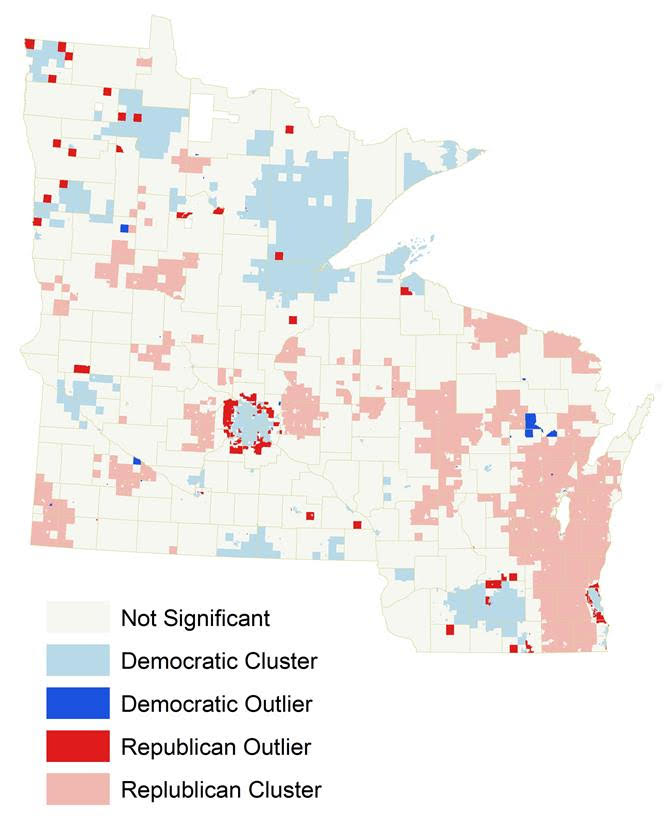 Not Significant
Democratic Cluster
Democratic Outlier
Republican Outlier
Replublican Cluster